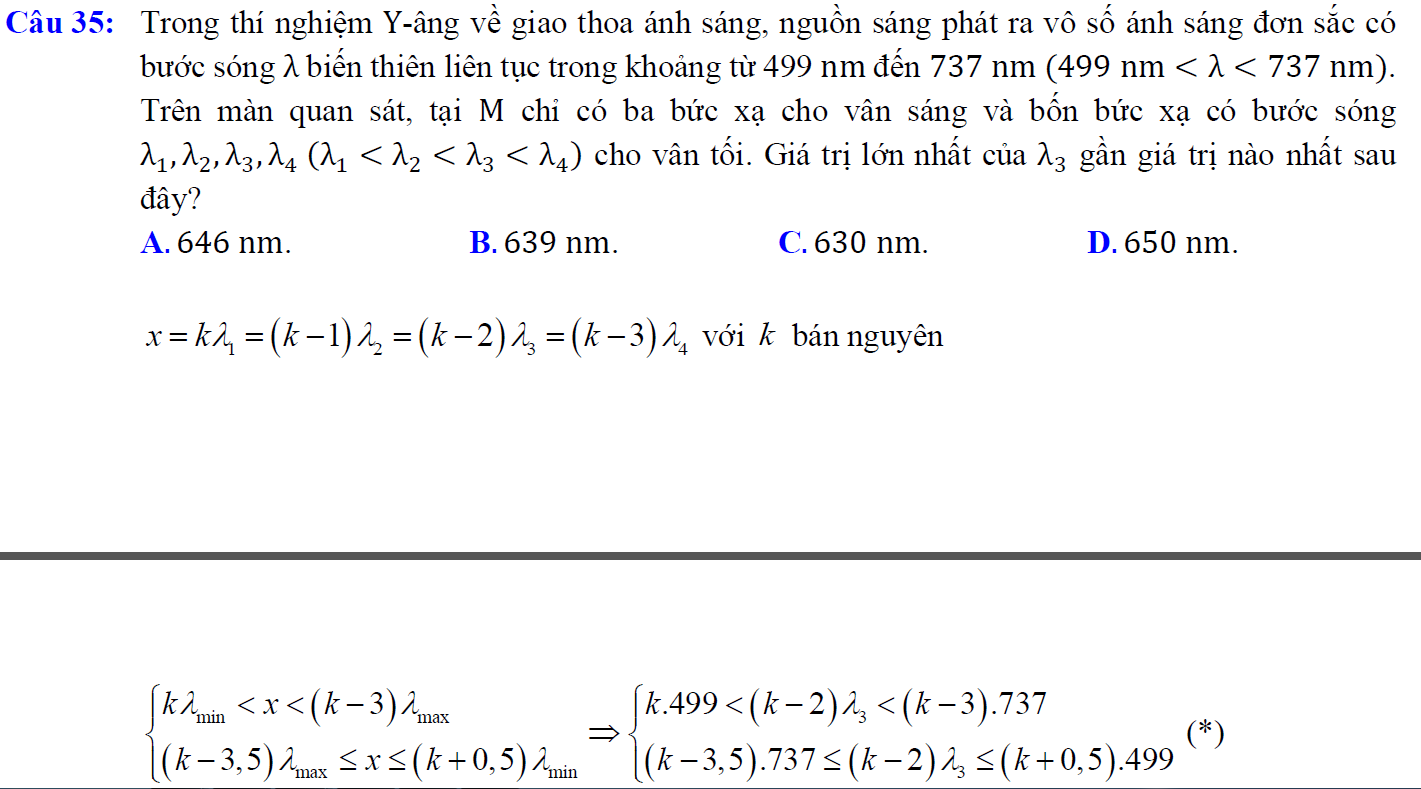 Câu 35: Trong thí nghiệm Y-âng về giao thoa ánh sáng, nguồn sáng phát ra vô số ánh sáng đơn sắc có
bước sóng λ biến thiên liên tục trong khoảng từ 499 nm đến 737 nm (499 nm < λ < 737 nm).
Trên màn quan sát, tại M chỉ có ba bức xạ cho vân sáng và bốn bức xạ có bước sóng
λ₁, λ₂, λ₃, λ₄ (λ₁ < λ₂ < λ₃ < λ₄) cho vân tối. Giá trị lớn nhất của λ₃ gần giá trị nào nhất sau
đây?
A. 646 nm. B. 639 nm. C. 630 nm. D. 650 nm.
x = kλ₁ = (k − 1)λ₂ = (k − 2)λ₃ = (k − 3)λ₄ với k bán nguyên
{ kλ_min < x < (k − 3)λ_max ⇒ { k.499 < (k − 2)λ₃ < (k − 3).737
(k − 3,5)λ_max ≤ x ≤ (k + 0,5)λ_min (k − 3,5).737 ≤ (k − 2)λ₃ ≤ (k + 0,5).499 (*)